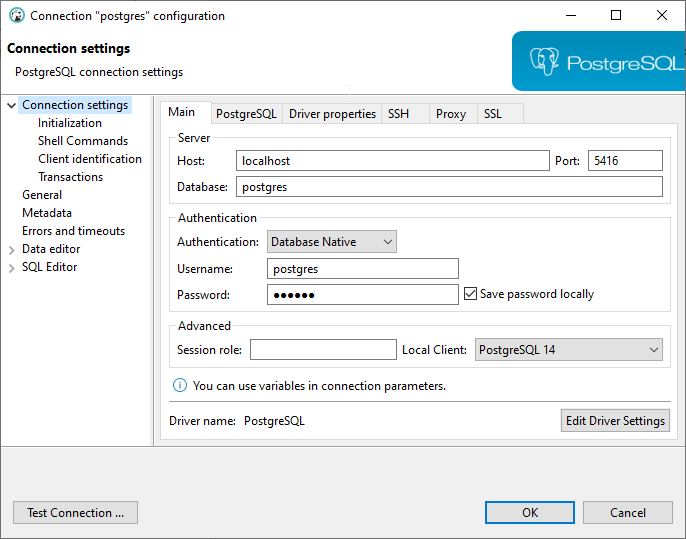 Connection "postgres" configuration
Connection settings
PostgreSQL connection settings
PostgreSQL
Connection settings
Initialization
Shell Commands
Client identification
Transactions
General
Metadata
Errors and timeouts
Data editor
SQL Editor
Main PostgreSQL Driver properties SSH Proxy SSL
Server
Host: localhost Port: 5416
Database: postgres
Authentication
Authentication: Database Native
Username: postgres
Password: ●●●●●● Save password locally
Advanced
Session role: Local Client: PostgreSQL 14
You can use variables in connection parameters.
Driver name: PostgreSQL Edit Driver Settings
Test Connection ... OK Cancel